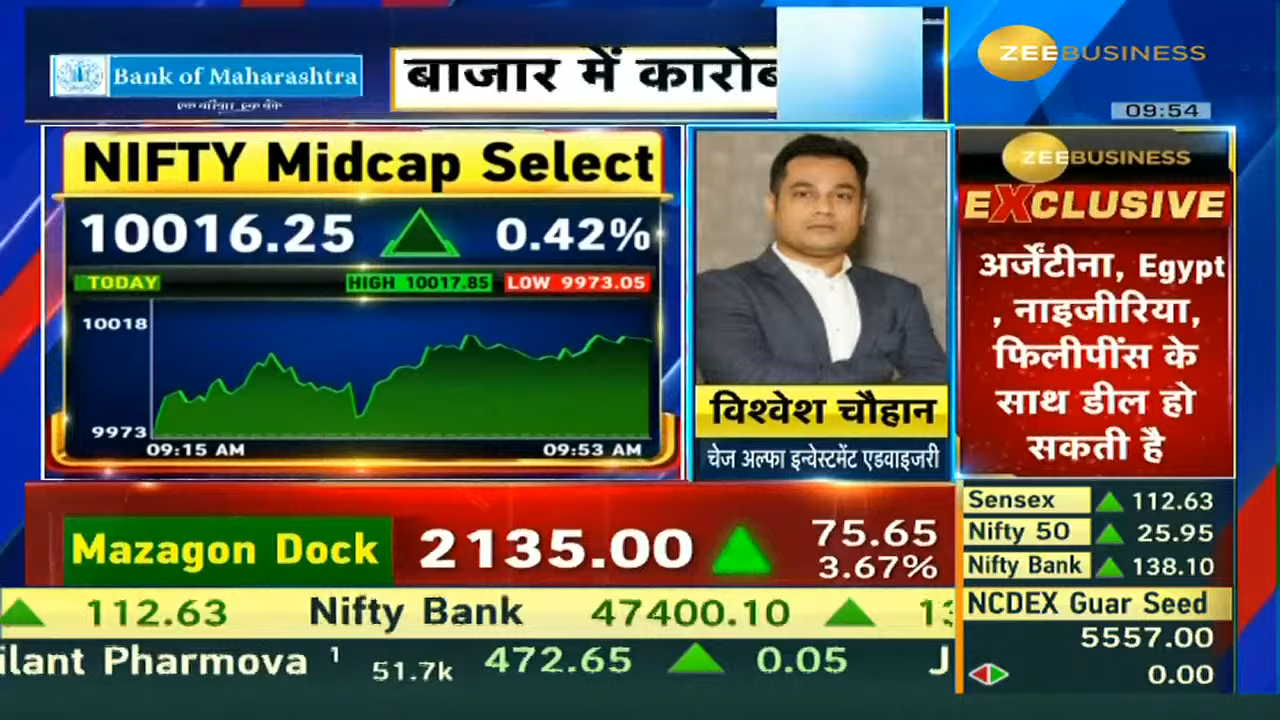 Bank of Maharashtra
बाजार में कारोब
ZEEBUSINESS
09:54
NIFTY Midcap Select
10016.25 0.42%
TODAY HIGH 10017.85 LOW 9973.05
10018
9973
09:15 AM 09:53 AM
विश्वेश चौहान
चेज अल्फा इन्वेस्टमेंट एडवाइजरी
ZEEBUSINESS
EXCLUSIVE
अर्जेंटीना, Egypt
, नाइजीरिया,
फिलीपींस के
साथ डील हो
सकती है
Mazagon Dock 2135.00 75.65
3.67%
Sensex 112.63
Nifty 50 25.95
Nifty Bank 138.10
NCDEX Guar Seed
5557.00
0.00
112.63 Nifty Bank 47400.10 13
ilant Pharmova 1 51.7k 472.65 0.05 J